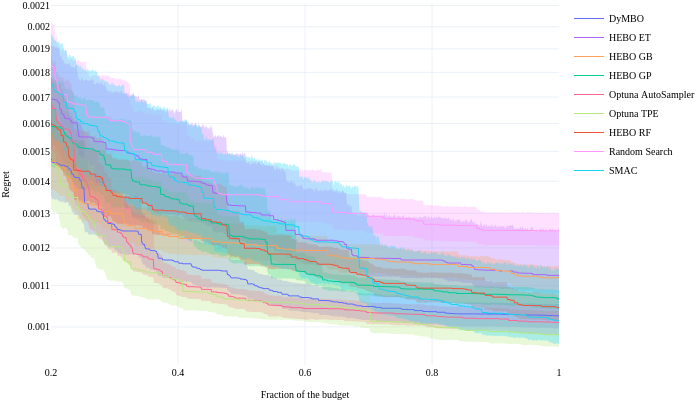 0.0021
0.002
0.0019
0.0018
0.0017
0.0016
0.0015
0.0014
0.0013
0.0012
0.0011
0.001
Regret
0.2
0.4
0.6
0.8
1
Fraction of the budget
DyMBO
HEBO ET
HEBO GB
HEBO GP
Optuna AutoSampler
Optuna TPE
HEBO RF
Random Search
SMAC